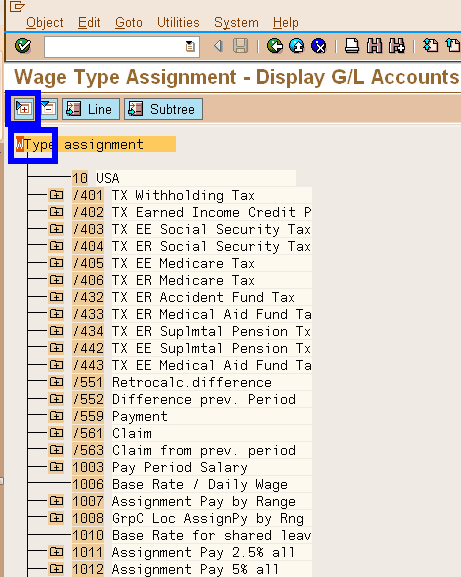 Object Edit Goto Utilities System Help
Wage Type Assignment - Display G/L Accounts
Line Subtree
WType assignment
10 USA
/401 TX Withholding Tax
/402 TX Earned Income Credit P
/403 TX EE Social Security Tax
/404 TX ER Social Security Tax
/405 TX EE Medicare Tax
/406 TX ER Medicare Tax
/432 TX ER Accident Fund Tax
/433 TX ER Medical Aid Fund Ta
/434 TX ER Suplmtal Pension Tx
/442 TX EE Suplmtal Pension Tx
/443 TX EE Medical Aid Fund Ta
/551 Retrocalc.difference
/552 Difference prev. Period
/559 Payment
/561 Claim
/563 Claim from prev. period
1003 Pay Period Salary
1006 Base Rate / Daily Wage
1007 Assignment Pay by Range
1008 GrpC Loc AssignPy by Rng
1010 Base Rate for shared leav
1011 Assignment Pay 2.5% all
1012 Assignment Pay 5% all